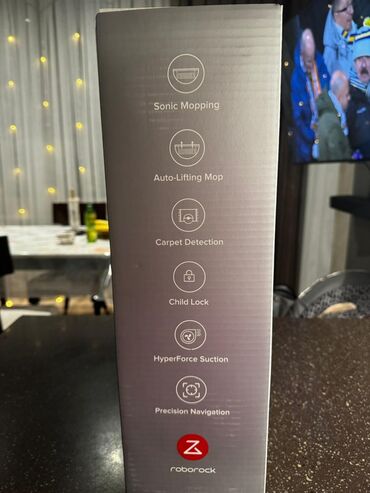 Sonic Mopping
Auto-Lifting Mop
Carpet Detection
Child Lock
HyperForce Suction
Precision Navigation
roborock